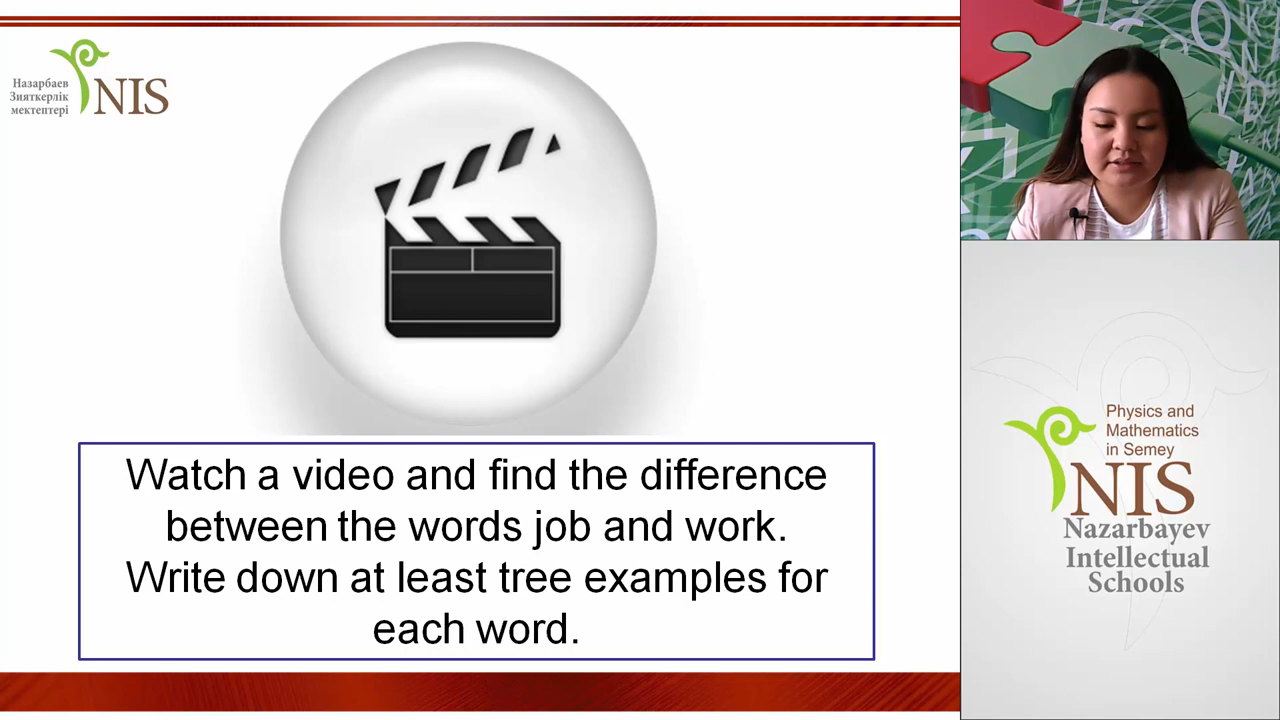 Назарбаев
Зияткерлік
мектептері
NIS
Watch a video and find the difference
between the words job and work.
Write down at least tree examples for
each word.
Physics and
Mathematics
in Semey
NIS
Nazarbayev
Intellectual
Schools